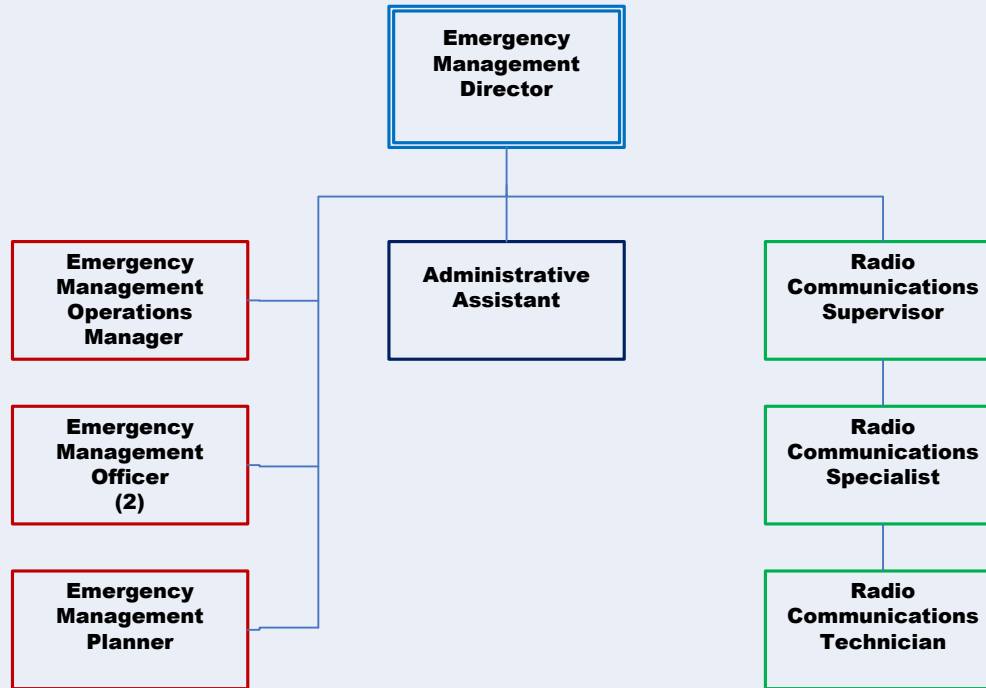 Emergency
Management
Director
Emergency
Management
Operations
Manager
Administrative
Assistant
Radio
Communications
Supervisor
Emergency
Management
Officer
(2)
Radio
Communications
Specialist
Emergency
Management
Planner
Radio
Communications
Technician